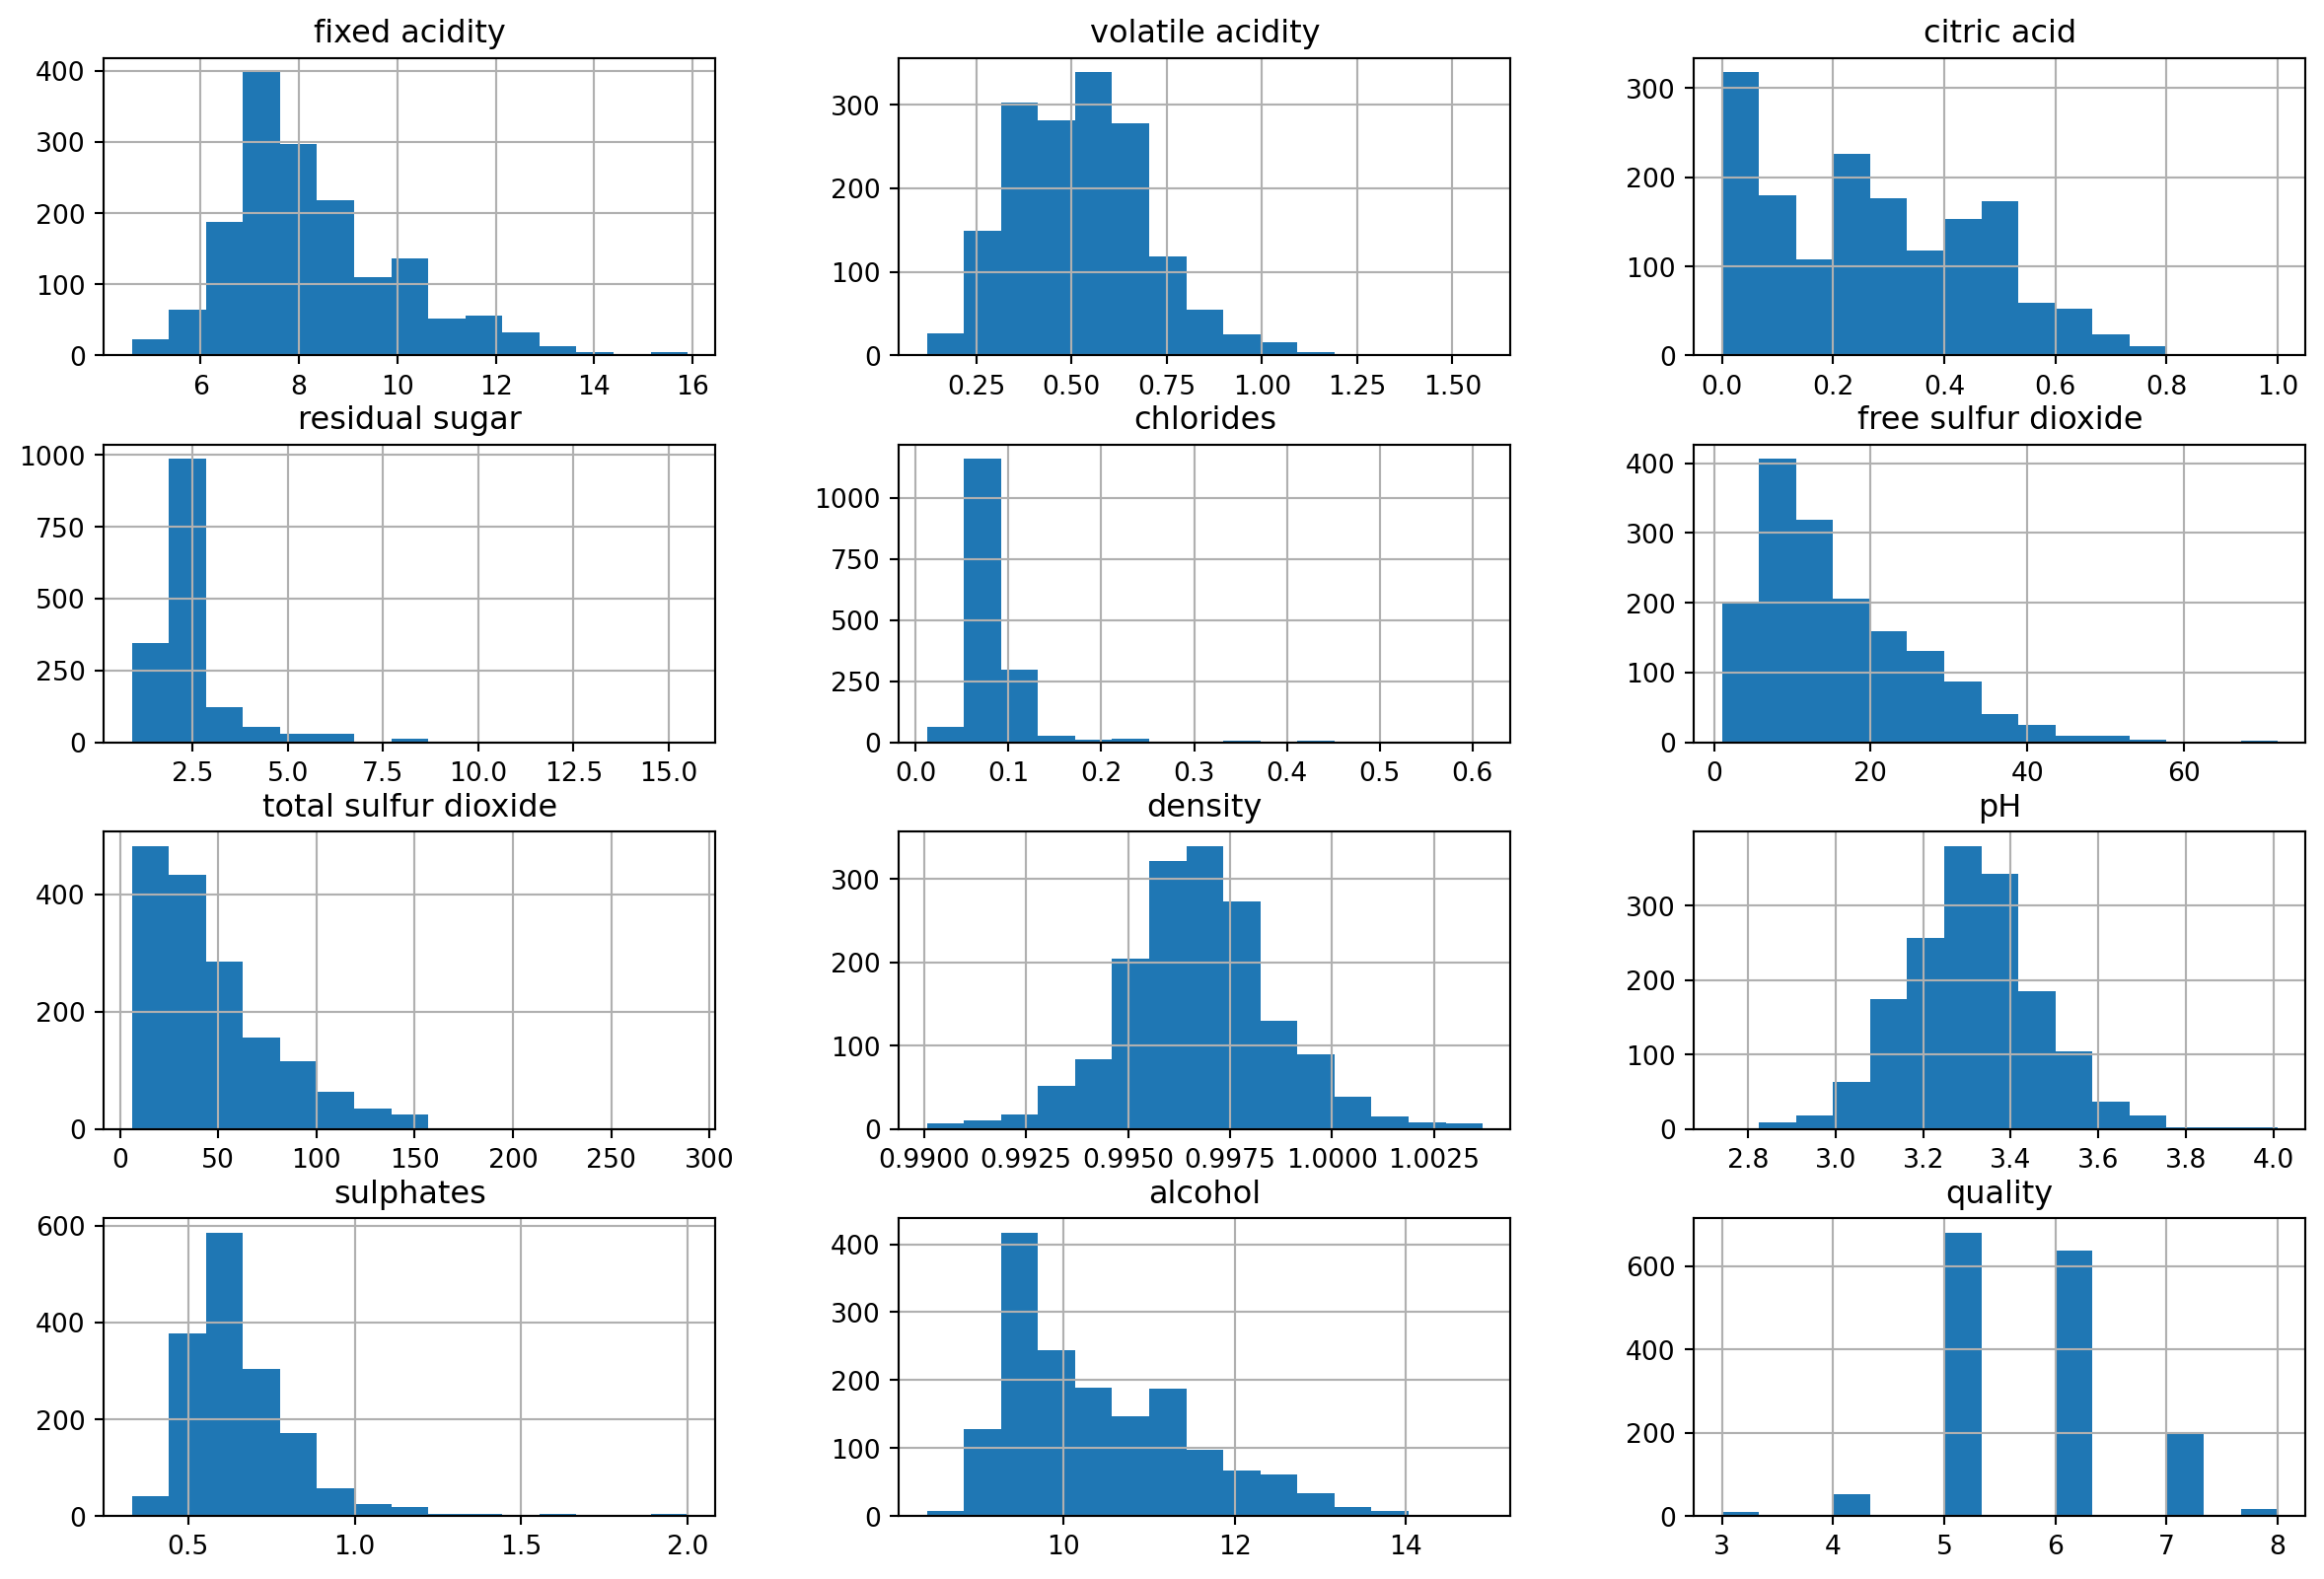 fixed acidity
volatile acidity
citric acid
400
300
200
100
0
6 8 10 12 14 16
300
200
100
0
0.25 0.50 0.75 1.00 1.25 1.50
300
200
100
0
0.0 0.2 0.4 0.6 0.8 1.0
residual sugar
chlorides
free sulfur dioxide
1000
750
500
250
0
2.5 5.0 7.5 10.0 12.5 15.0
1000
750
500
250
0
0.0 0.1 0.2 0.3 0.4 0.5 0.6
400
300
200
100
0
0 20 40 60
total sulfur dioxide
density
pH
400
200
0
0 50 100 150 200 250 300
300
200
100
0
0.990 0.9925 0.9950 0.9975 1.0000 1.0025
300
200
100
0
2.8 3.0 3.2 3.4 3.6 3.8 4.0
sulphates
alcohol
quality
600
400
200
0
0.5 1.0 1.5 2.0
400
300
200
100
0
10 12 14
600
400
200
0
3 4 5 6 7 8